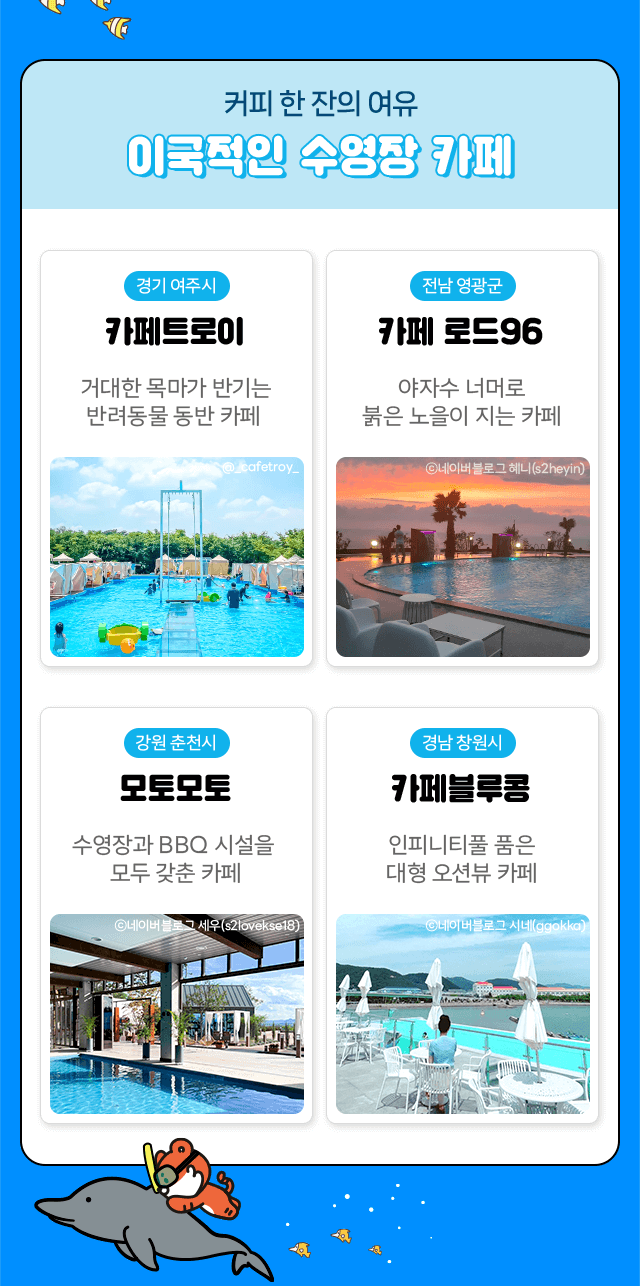 커피 한 잔의 여유
이국적인 수영장 카페
경기 여주시
카페트로이
거대한 목마가 반기는
반려동물 동반 카페
@_cafetroy_
전남 영광군
카페 로드96
야자수 너머로
붉은 노을이 지는 카페
ⓒ네이버블로그 혜니(s2heyin)
강원 춘천시
모토모토
수영장과 BBQ 시설을
모두 갖춘 카페
ⓒ네이버블로그 세우(s2lovekse18)
경남 창원시
카페블루콩
인피니티풀 품은
대형 오션뷰 카페
ⓒ네이버블로그 시네(ggokko)